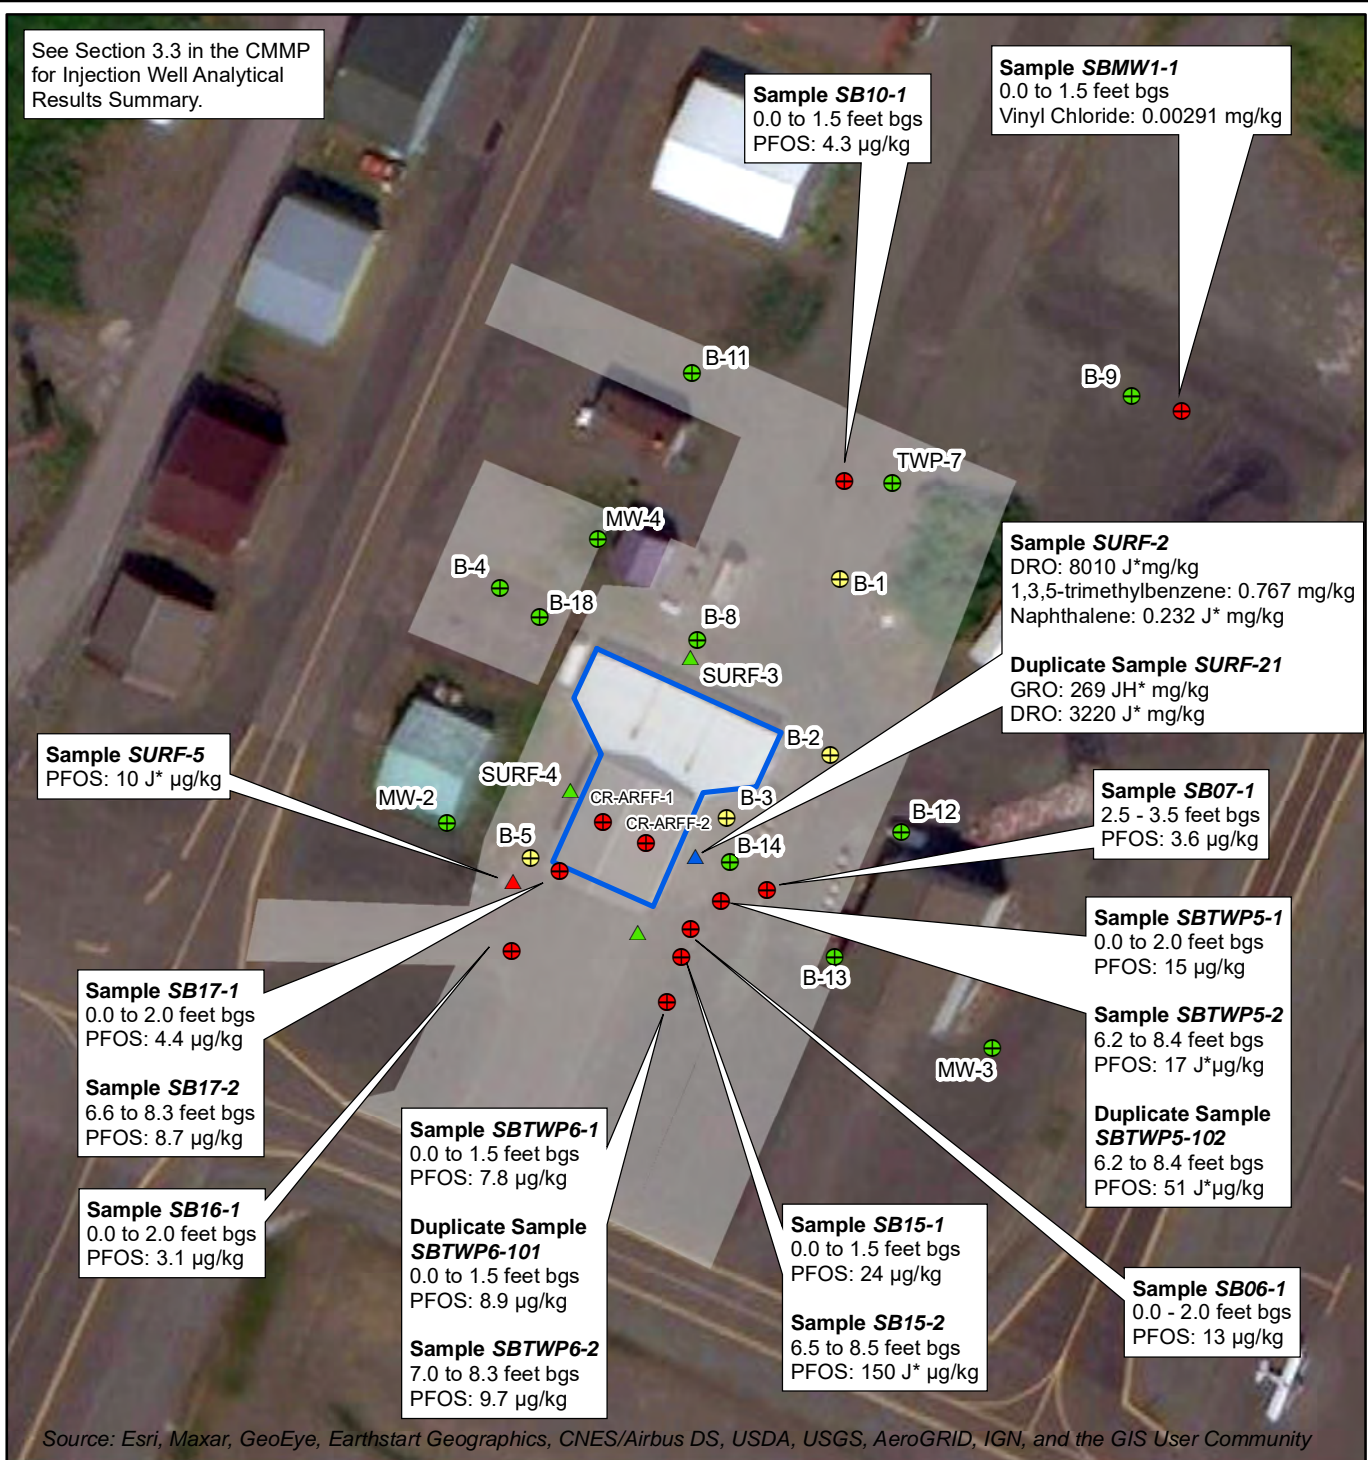 See Section 3.3 in the CMMP
for Injection Well Analytical
Results Summary.
Sample SB10-1
0.0 to 1.5 feet bgs
PFOS: 4.3 µg/kg
Sample SBMW1-1
0.0 to 1.5 feet bgs
Vinyl Chloride: 0.00291 mg/kg
B-11
B-9
TWP-7
MW-4
B-4
B-18
B-1
B-8
SURF-3
Sample SURF-2
DRO: 8010 J*mg/kg
1,3,5-trimethylbenzene: 0.767 mg/kg
Naphthalene: 0.232 J* mg/kg
Duplicate Sample SURF-21
GRO: 269 JH* mg/kg
DRO: 3220 J* mg/kg
B-2
Sample SURF-5
PFOS: 10 J* µg/kg
SURF-4
MW-2
CR-ARFF-1
CR-ARFF-2
B-3
B-5
B-14
B-12
Sample SB07-1
2.5 - 3.5 feet bgs
PFOS: 3.6 µg/kg
Sample SBTWP5-1
0.0 to 2.0 feet bgs
PFOS: 15 µg/kg
Sample SBTWP5-2
6.2 to 8.4 feet bgs
PFOS: 17 J*µg/kg
Duplicate Sample
SBTWP5-102
6.2 to 8.4 feet bgs
PFOS: 51 J*µg/kg
B-13
MW-3
Sample SB17-1
0.0 to 2.0 feet bgs
PFOS: 4.4 µg/kg
Sample SB17-2
6.6 to 8.3 feet bgs
PFOS: 8.7 µg/kg
Sample SB16-1
0.0 to 2.0 feet bgs
PFOS: 3.1 µg/kg
Sample SBTWP6-1
0.0 to 1.5 feet bgs
PFOS: 7.8 µg/kg
Duplicate Sample
SBTWP6-101
0.0 to 1.5 feet bgs
PFOS: 8.9 µg/kg
Sample SBTWP6-2
7.0 to 8.3 feet bgs
PFOS: 9.7 µg/kg
Sample SB15-1
0.0 to 1.5 feet bgs
PFOS: 24 µg/kg
Sample SB15-2
6.5 to 8.5 feet bgs
PFOS: 150 J* µg/kg
Sample SB06-1
0.0 - 2.0 feet bgs
PFOS: 13 µg/kg
Source: Esri, Maxar, GeoEye, Earthstart Geographics, CNES/Airbus DS, USDA, USGS, AeroGRID, IGN, and the GIS User Community